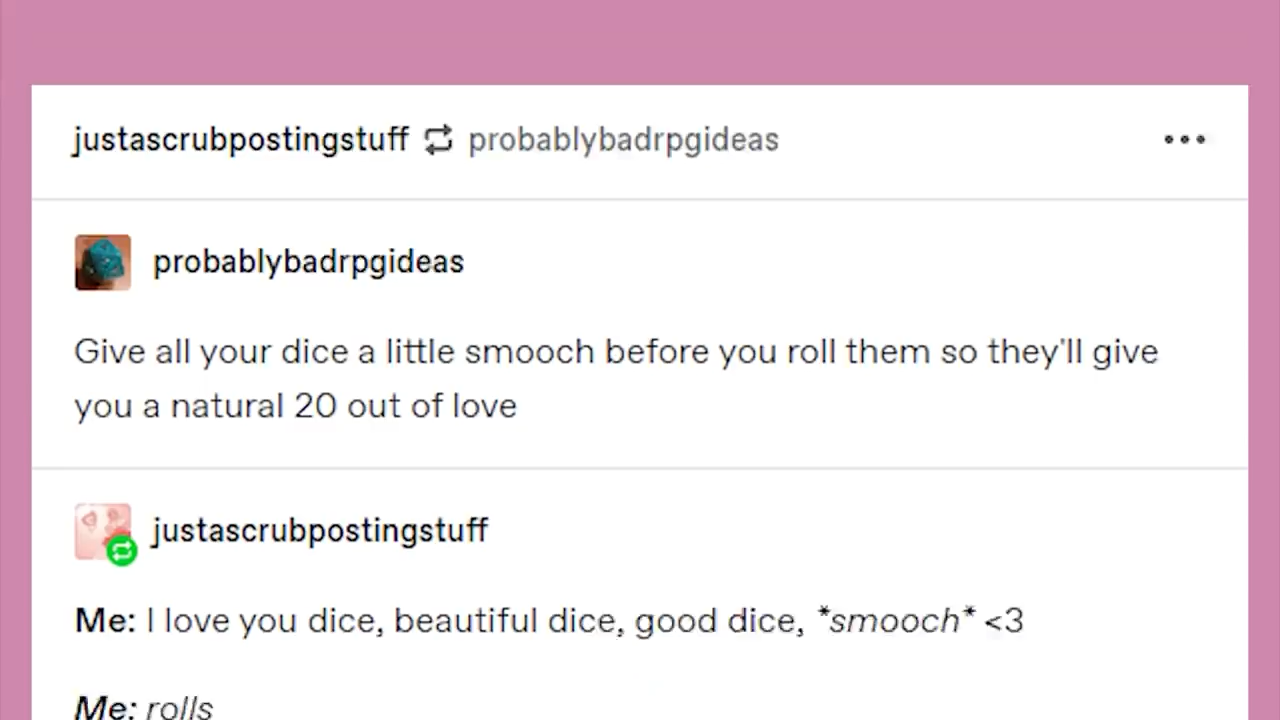 justascrubpostingstuff probablybadrpgideas
probablybadrpgideas
Give all your dice a little smooch before you roll them so they'll give
you a natural 20 out of love
justascrubpostingstuff
Me: I love you dice, beautiful dice, good dice, *smooch* <3
Me: rolls